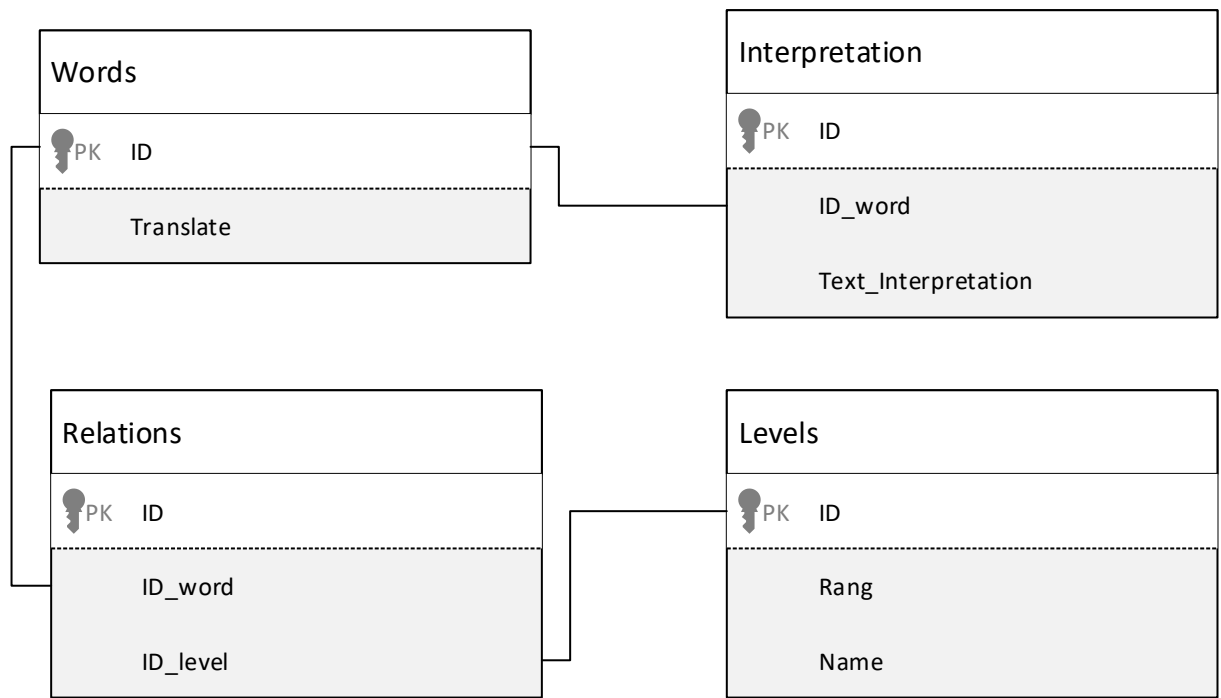 Words
PK ID
Translate
Interpretation
PK ID
ID_word
Text_Interpretation
Relations
PK ID
ID_word
ID_level
Levels
PK ID
Rang
Name